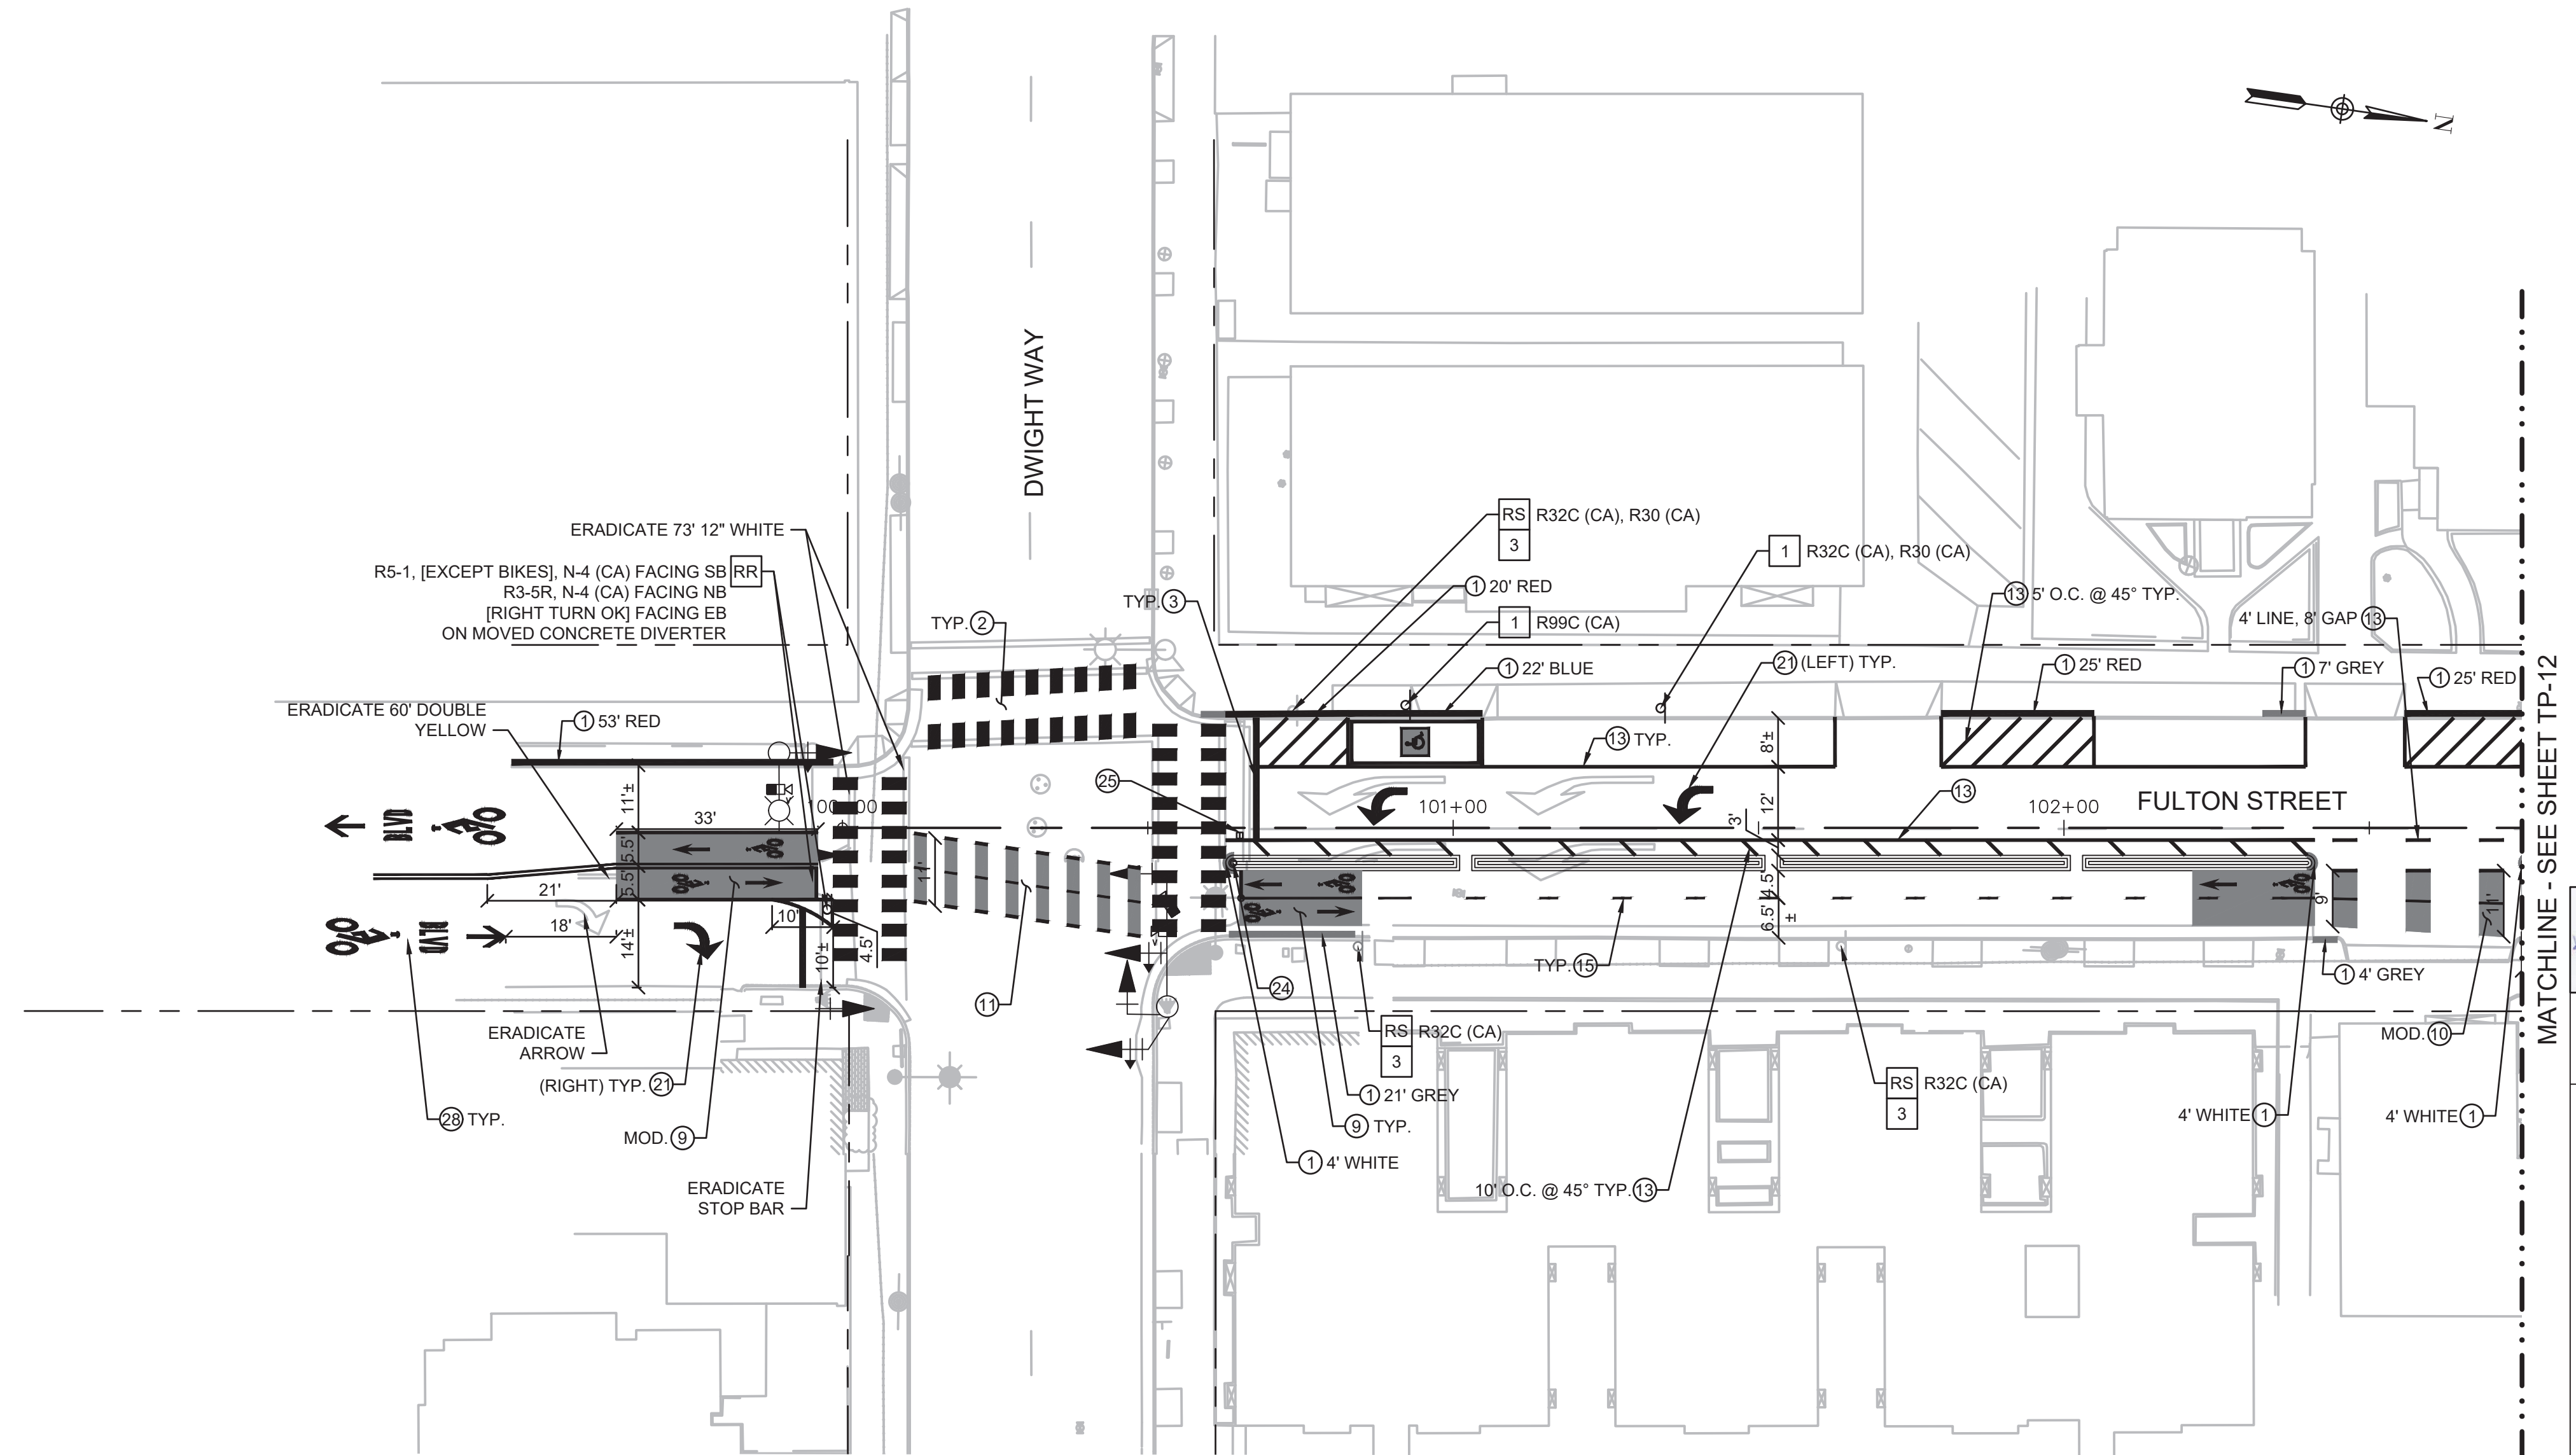 N
DWIGHT WAY
ERADICATE 73' 12" WHITE
R5-1, [EXCEPT BIKES], N-4 (CA) FACING SB RR
R3-5R, N-4 (CA) FACING NB
[RIGHT TURN OK] FACING EB
ON MOVED CONCRETE DIVERTER
TYP. 2
TYP. 3
RS R32C (CA), R30 (CA)
3
1 R32C (CA), R30 (CA)
1 20' RED
1 R99C (CA)
1 22' BLUE
21 (LEFT) TYP.
13 5' O.C. @ 45° TYP.
4' LINE, 8' GAP 13
1 25' RED
1 7' GREY
1 25' RED
ERADICATE 60' DOUBLE
YELLOW
1 53' RED
13 TYP.
8'±
25
11'±
33'
100+00
101+00
12'
3'
13
102+00
FULTON STREET
MATCHLINE - SEE SHEET TP-12
BLVD
5.5'
5.5'
21'
18'
14'±
10'
10'±
4.5'
11'
4.5'
6.5'
±
9'
11'
BLVD
TYP. 15
24
11
1 4' GREY
ERADICATE
ARROW
(RIGHT) TYP. 21
28 TYP.
MOD. 9
RS R32C (CA)
3
1 21' GREY
9 TYP.
1 4' WHITE
RS R32C (CA)
3
MOD. 10
4' WHITE 1
4' WHITE 1
10' O.C. @ 45° TYP. 13
ERADICATE
STOP BAR